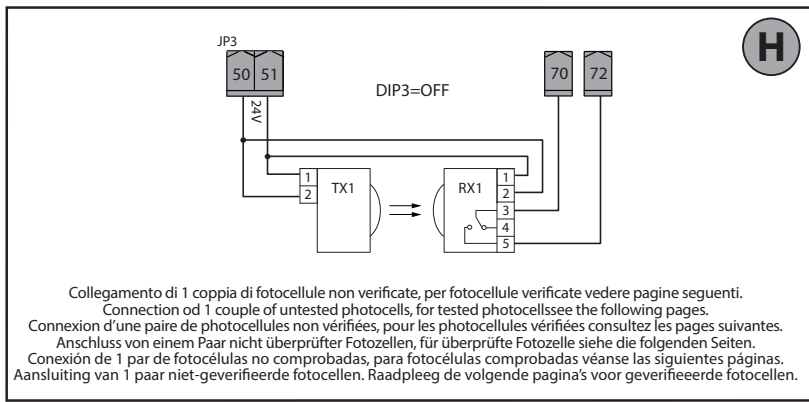 JP3
H
50 51
70 72
DIP3=OFF
24V
1
2
TX1
RX1
1
2
3
4
5
Collegamento di 1 coppia di fotocellule non verificate, per fotocellule verificate vedere pagine seguenti.
Connection od 1 couple of untested photocells, for tested photocellssee the following pages.
Connexion d'une paire de photocellules non vérifiées, pour les photocellules vérifiées consultez les pages suivantes.
Anschluss von einem Paar nicht überprüfter Fotozellen, für überprüfte Fotozelle siehe die folgenden Seiten.
Conexión de 1 par de fotocélulas no comprobadas, para fotocélulas comprobadas véanse las siguientes páginas.
Aansluiting van 1 paar niet-geverifieerde fotocellen. Raadpleeg de volgende pagina's voor geverifieeerde fotocellen.